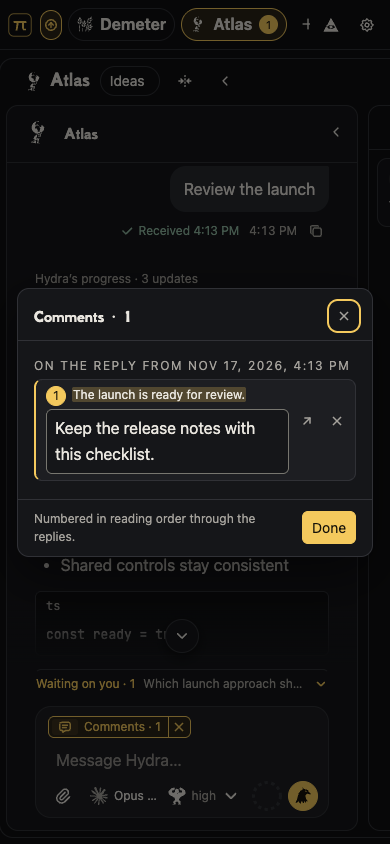 π
Demeter
Atlas 1
Atlas
Ideas
Atlas
Review the launch
Received 4:13 PM 4:13 PM
Hydra's progress · 3 updates
Comments · 1
ON THE REPLY FROM NOV 17, 2026, 4:13 PM
1 The launch is ready for review.
Keep the release notes with
this checklist.
Numbered in reading order through the
replies.
Done
• Shared controls stay consistent
ts
const ready =
Waiting on you · 1 Which launch approach sh...
Comments · 1
Message Hydra...
Opus ... high